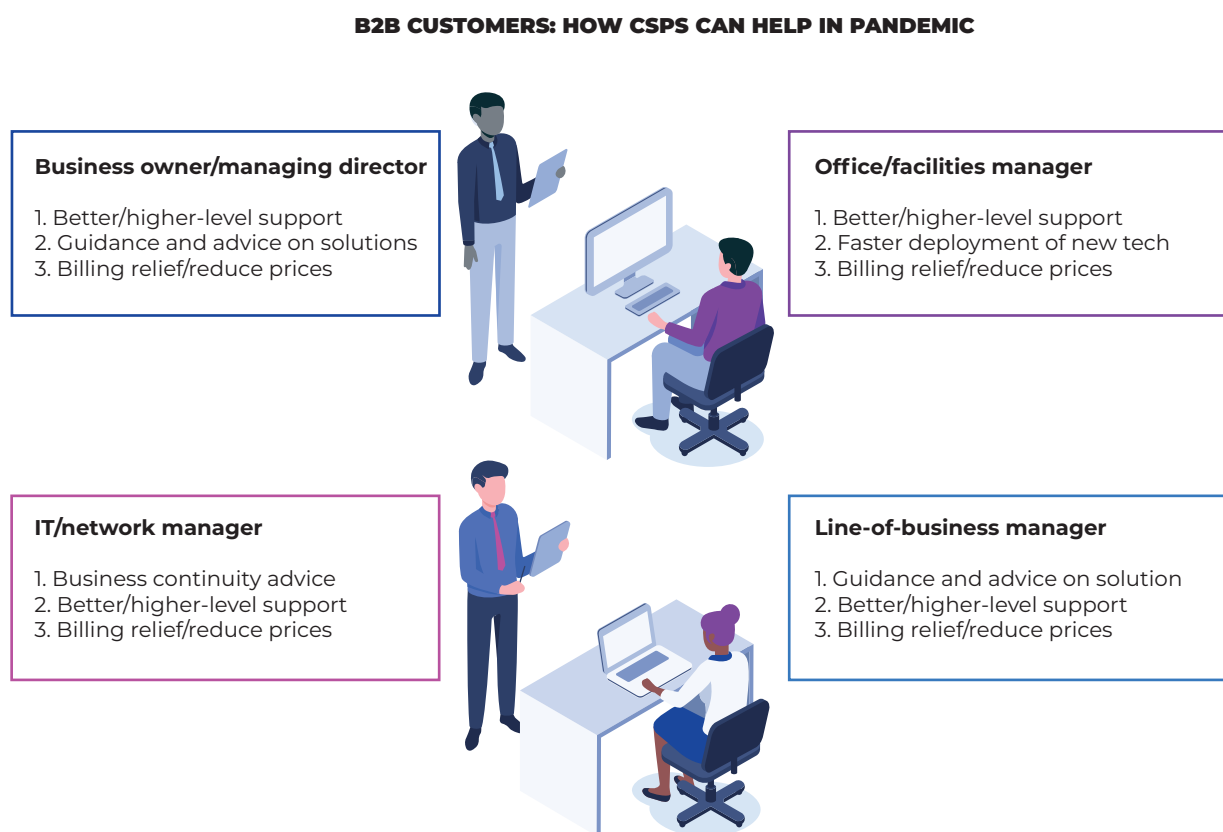 B2B CUSTOMERS: HOW CSPS CAN HELP IN PANDEMIC
Business owner/managing director
1. Better/higher-level support
2. Guidance and advice on solutions
3. Billing relief/reduce prices
Office/facilities manager
1. Better/higher-level support
2. Faster deployment of new tech
3. Billing relief/reduce prices
IT/network manager
1. Business continuity advice
2. Better/higher-level support
3. Billing relief/reduce prices
Line-of-business manager
1. Guidance and advice on solution
2. Better/higher-level support
3. Billing relief/reduce prices